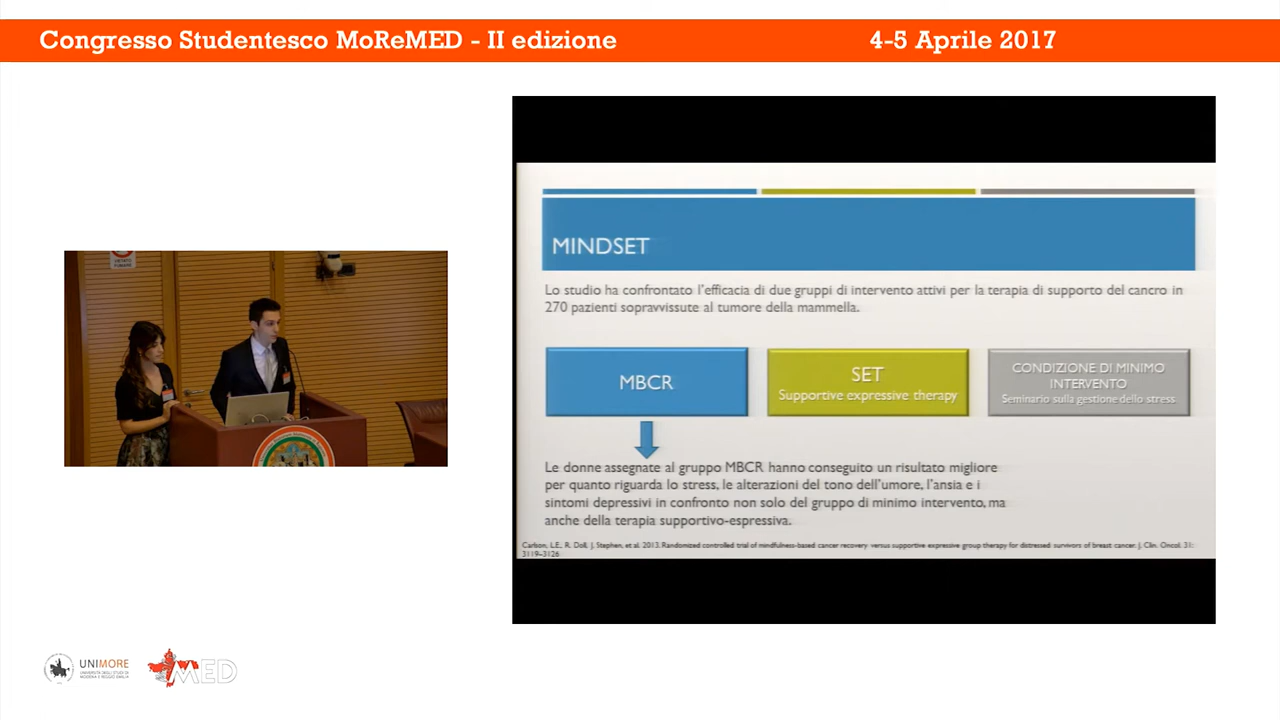 Congresso Studentesco MoReMED - II edizione
4-5 Aprile 2017
VIETATO
FUMARE
MINDSET
Lo studio ha confrontato l'efficacia di due gruppi di intervento attivi per la terapia di supporto del cancro in
270 pazienti sopravvissute al tumore della mammella.
MBCR
SET
Supportive expressive therapy
CONDIZIONE DI MINIMO
INTERVENTO
Seminario sulla gestione dello stress
Le donne assegnate al gruppo MBCR hanno conseguito un risultato migliore
per quanto riguarda lo stress, le alterazioni del tono dell'umore, l'ansia e i
sintomi depressivi in confronto non solo del gruppo di minimo intervento, ma
anche della terapia supportivo-espressiva.
Carlson, L.E., R. Doll, J. Stephen, et al. 2013. Randomized controlled trial of mindfulness-based cancer recovery versus supportive expressive group therapy for distressed survivors of breast cancer. J. Clin. Oncol. 31:
3119–3126
UNIMORE
UNIVERSITÀ DEGLI STUDI DI
MODENA E REGGIO EMILIA
MED